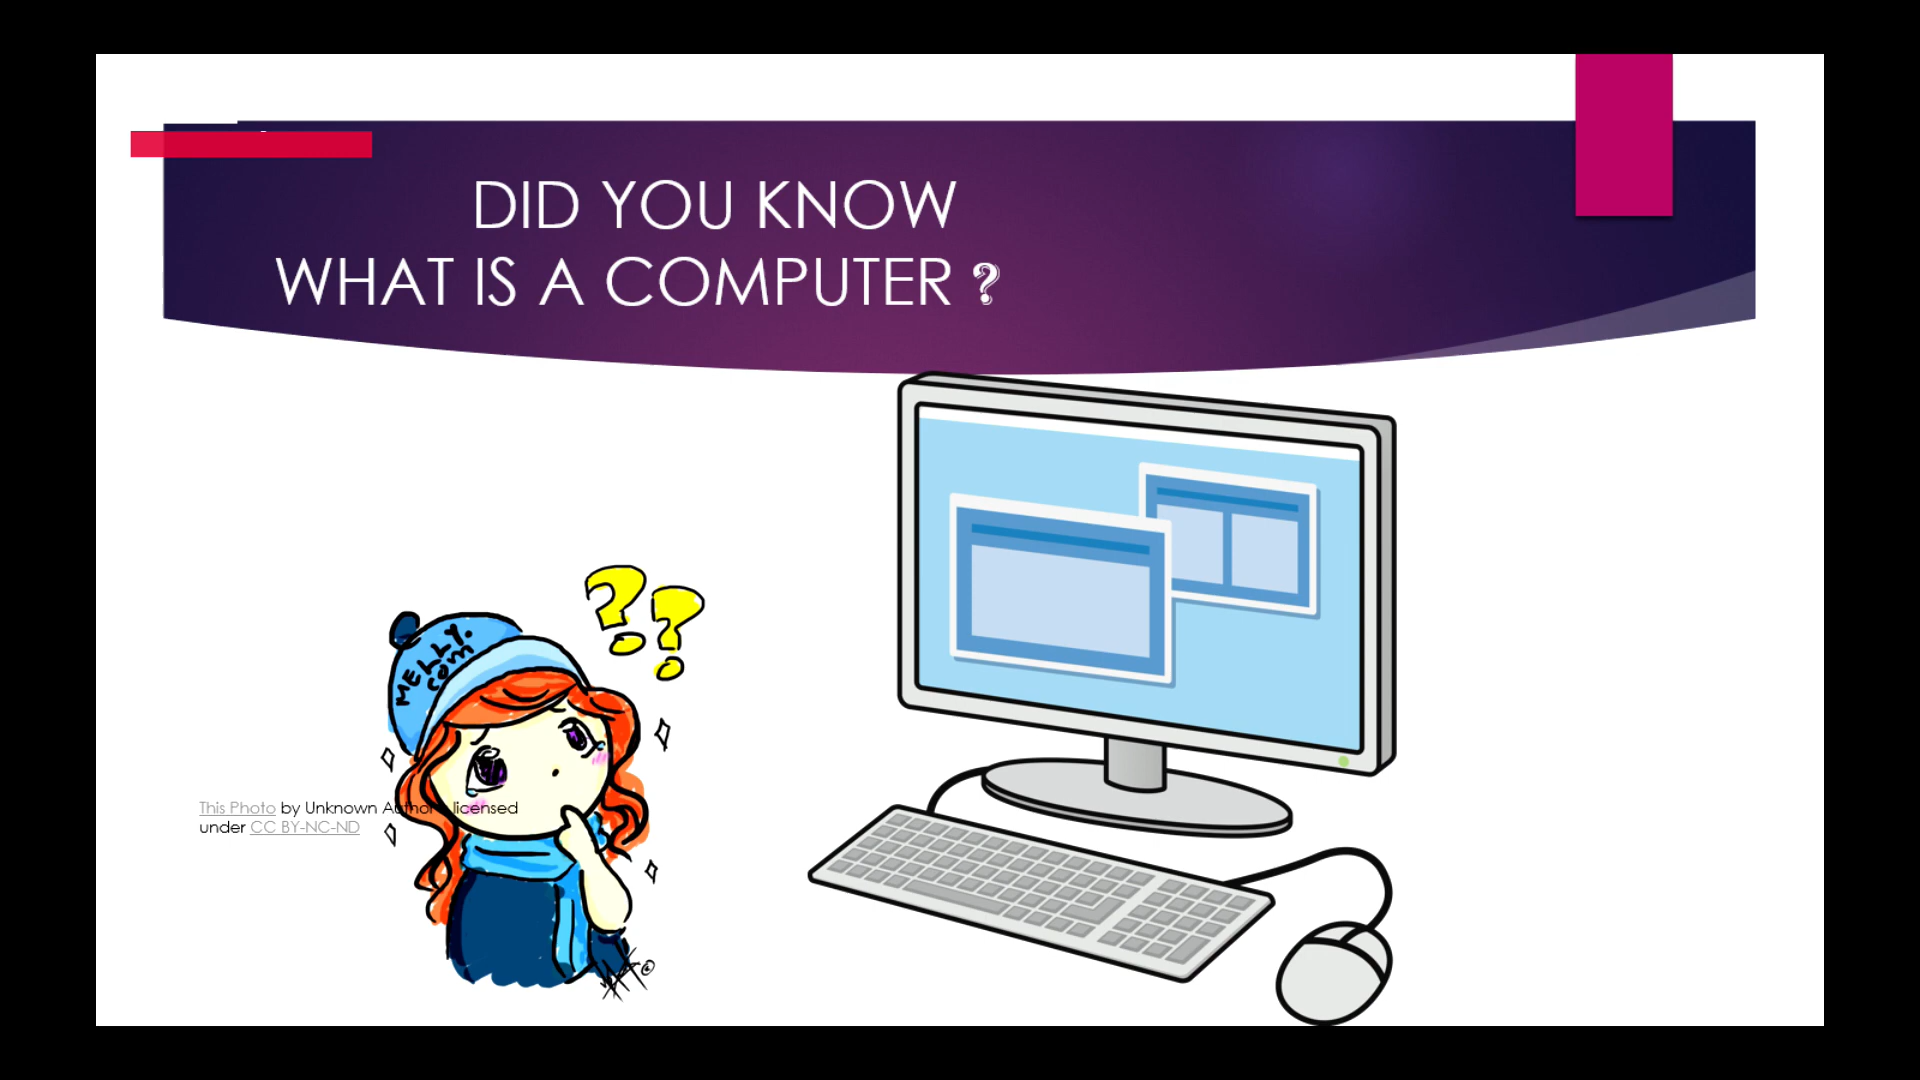 DID YOU KNOW
WHAT IS A COMPUTER ?
MELLY.
COM
This Photo by Unknown Author licensed
under CC BY-NC-ND